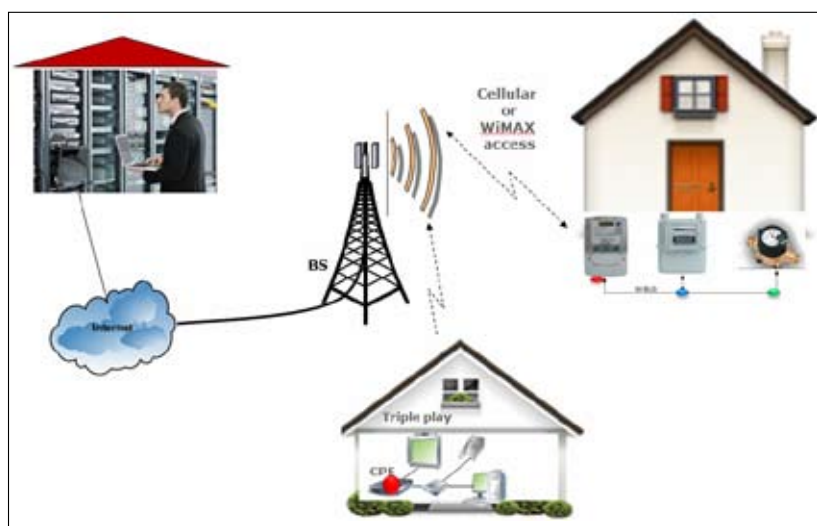 Cellular
or
WiMAX
access
BS
Internet
Triple play
CPE